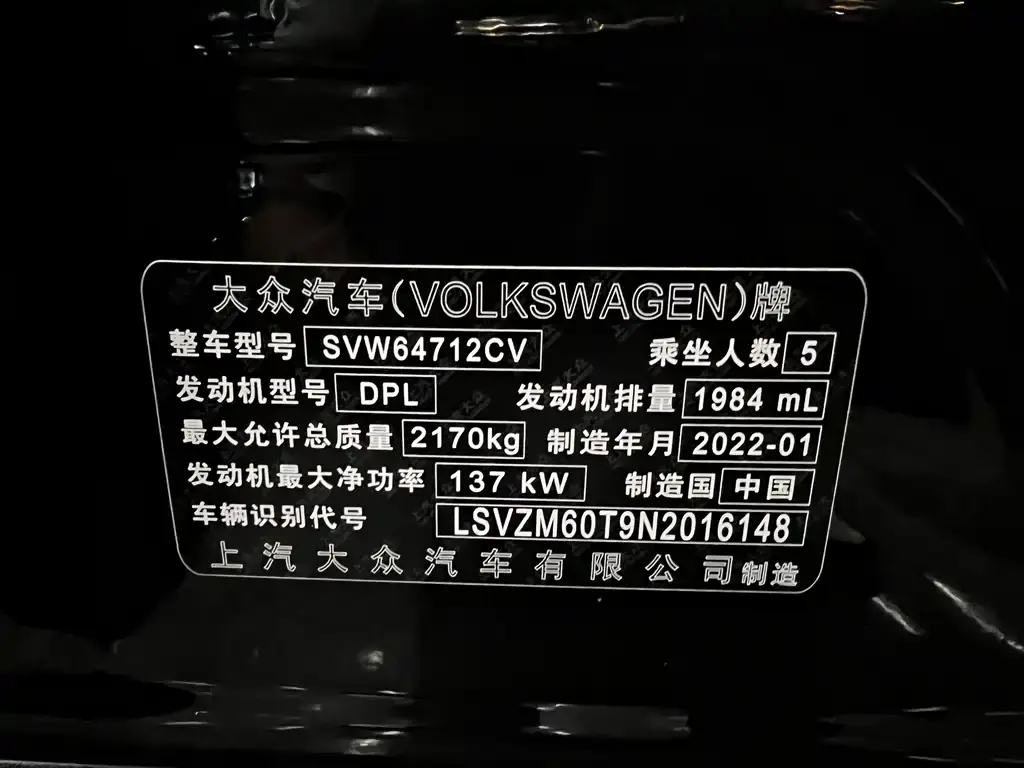 大众汽车(VOLKSWAGEN)牌
整车型号 SVW64712CV 乘坐人数 5
发动机型号 DPL 发动机排量 1984 mL
最大允许总质量 2170kg 制造年月 2022-01
发动机最大净功率 137 kW 制造国 中国
车辆识别代号 LSVZM60T9N2016148
上汽大众汽车有限公司制造